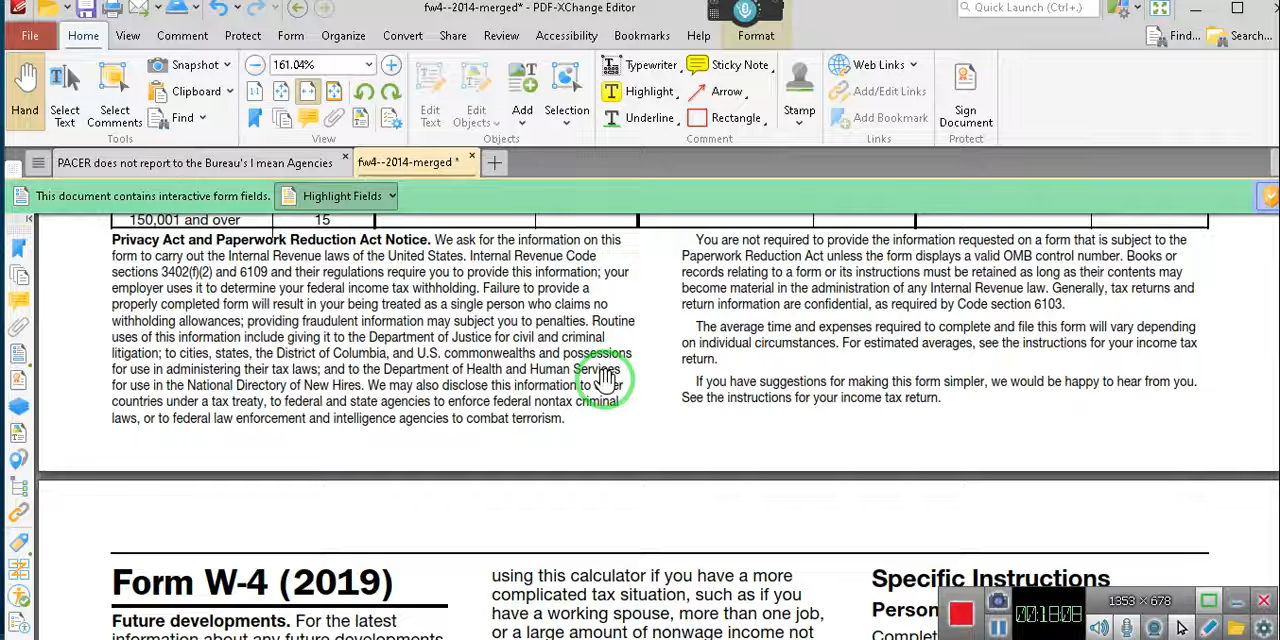 fw4--2014-merged* - PDF-XChange Editor
Quick Launch (Ctrl+.)
File Home View Comment Protect Form Organize Convert Share Review Accessibility Bookmarks Help Format Find... Search...
Hand
Select Text
Select Comments
Snapshot
Clipboard
Find
Tools
161.04%
View
Edit Text
Edit Objects
Add
Selection
Objects
Typewriter
Highlight
Underline
Sticky Note
Arrow
Rectangle
Comment
Stamp
Web Links
Add/Edit Links
Add Bookmark
Links
Sign Document
Protect
PACER does not report to the Bureau's I mean Agencies × fw4--2014-merged * ×
This document contains interactive form fields. Highlight Fields
150,001 and over 15
Privacy Act and Paperwork Reduction Act Notice. We ask for the information on this
form to carry out the Internal Revenue laws of the United States. Internal Revenue Code
sections 3402(f)(2) and 6109 and their regulations require you to provide this information; your
employer uses it to determine your federal income tax withholding. Failure to provide a
properly completed form will result in your being treated as a single person who claims no
withholding allowances; providing fraudulent information may subject you to penalties. Routine
uses of this information include giving it to the Department of Justice for civil and criminal
litigation; to cities, states, the District of Columbia, and U.S. commonwealths and possessions
for use in administering their tax laws; and to the Department of Health and Human Services
for use in the National Directory of New Hires. We may also disclose this information to
countries under a tax treaty, to federal and state agencies to enforce federal nontax criminal
laws, or to federal law enforcement and intelligence agencies to combat terrorism.
You are not required to provide the information requested on a form that is subject to the
Paperwork Reduction Act unless the form displays a valid OMB control number. Books or
records relating to a form or its instructions must be retained as long as their contents may
become material in the administration of any Internal Revenue law. Generally, tax returns and
return information are confidential, as required by Code section 6103.
The average time and expenses required to complete and file this form will vary depending
on individual circumstances. For estimated averages, see the instructions for your income tax
return.
If you have suggestions for making this form simpler, we would be happy to hear from you.
See the instructions for your income tax return.
Form W-4 (2019)
Future developments. For the latest
information about any future developments
using this calculator if you have a more
complicated tax situation, such as if you
have a working spouse, more than one job,
or a large amount of nonwage income not
Specific Instructions
1353 × 678
00:18:08